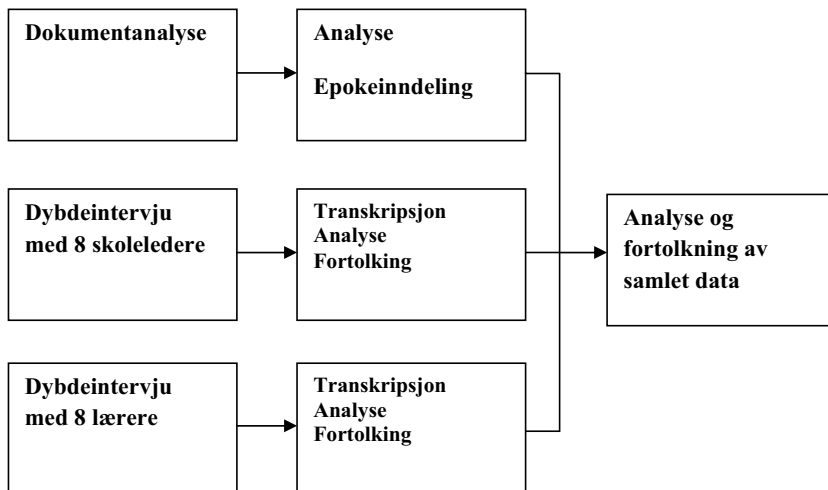 Dokumentanalyse
Analyse
Epokeinndeling
Dybdeintervju
med 8 skoleledere
Transkripsjon
Analyse
Fortolking
Analyse og
fortolkning av
samlet data
Dybdeintervju
med 8 lærere
Transkripsjon
Analyse
Fortolking